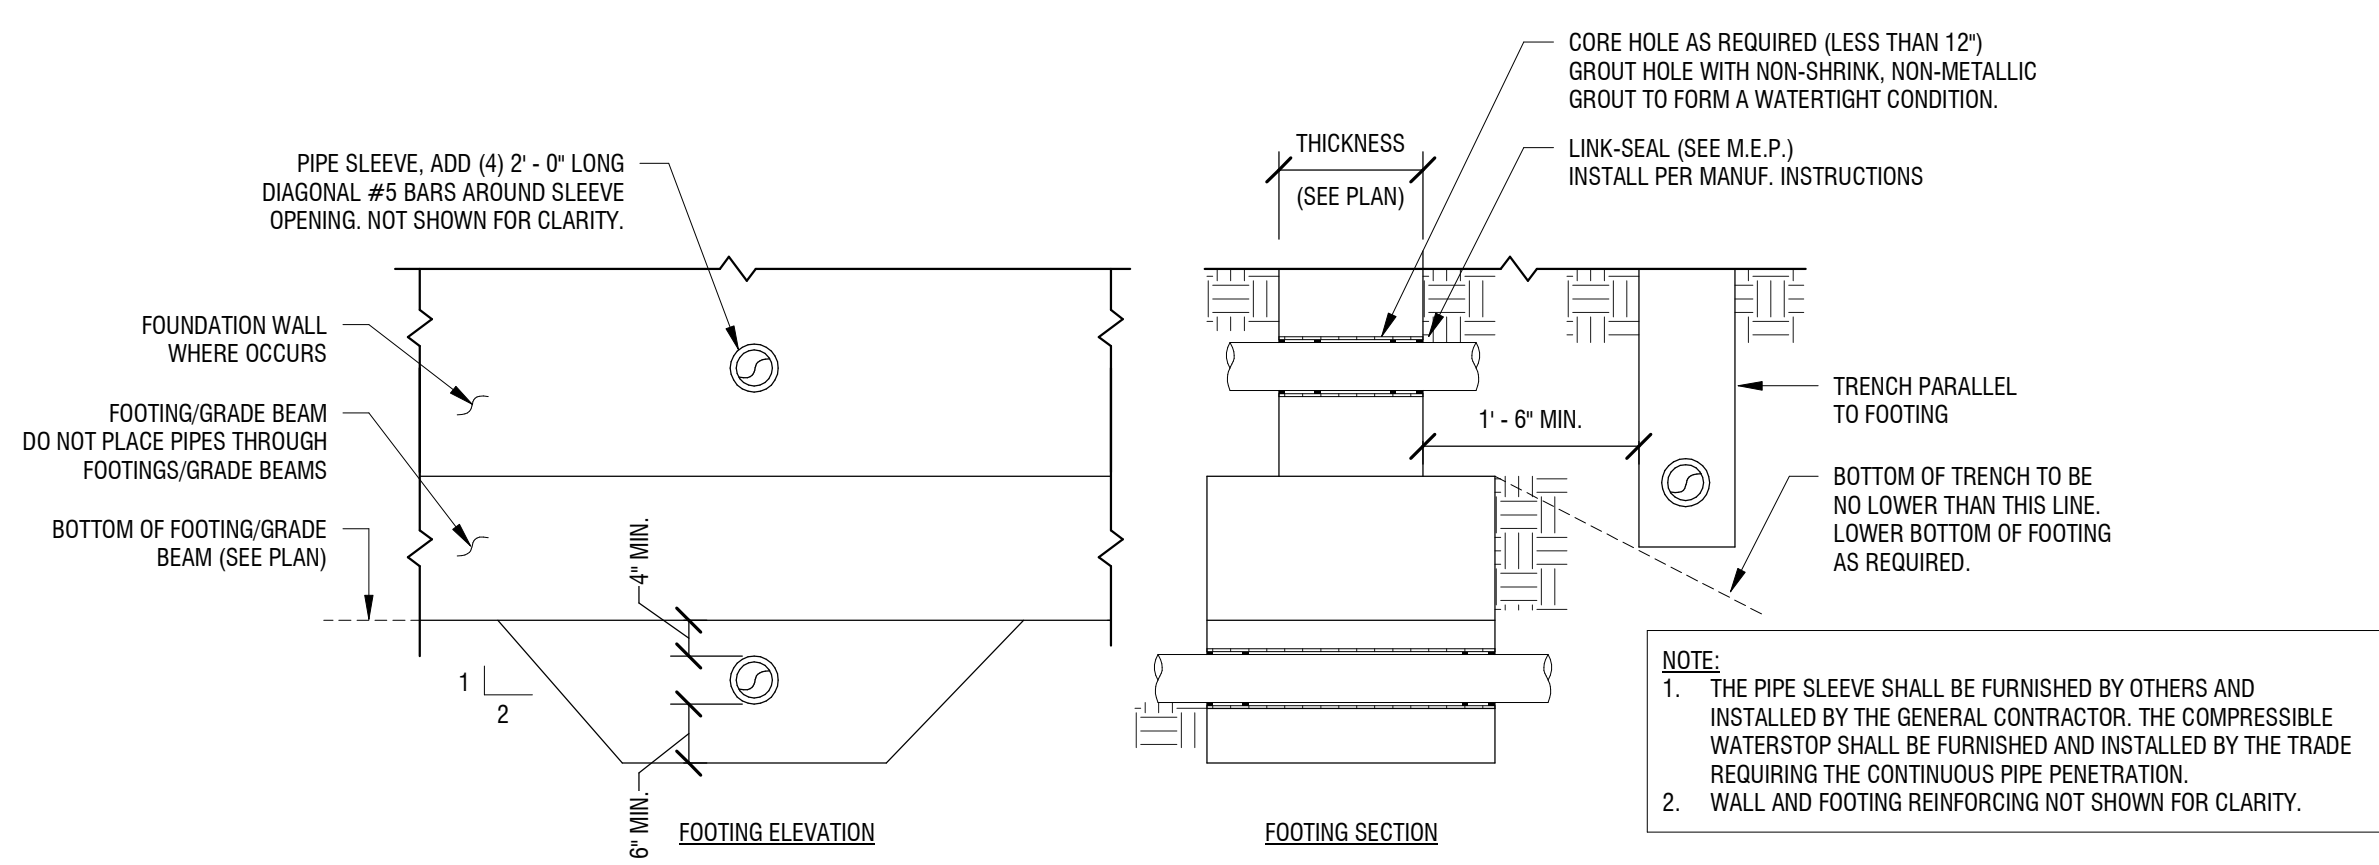 PIPE SLEEVE, ADD (4) 2' - 0" LONG
DIAGONAL #5 BARS AROUND SLEEVE
OPENING. NOT SHOWN FOR CLARITY.
FOUNDATION WALL
WHERE OCCURS
FOOTING/GRADE BEAM
DO NOT PLACE PIPES THROUGH
FOOTINGS/GRADE BEAMS
BOTTOM OF FOOTING/GRADE
BEAM (SEE PLAN)
4" MIN.
1
2
6" MIN.
FOOTING ELEVATION
CORE HOLE AS REQUIRED (LESS THAN 12")
GROUT HOLE WITH NON-SHRINK, NON-METALLIC
GROUT TO FORM A WATERTIGHT CONDITION.
THICKNESS
(SEE PLAN)
LINK-SEAL (SEE M.E.P.)
INSTALL PER MANUF. INSTRUCTIONS
1' - 6" MIN.
TRENCH PARALLEL
TO FOOTING
BOTTOM OF TRENCH TO BE
NO LOWER THAN THIS LINE.
LOWER BOTTOM OF FOOTING
AS REQUIRED.
FOOTING SECTION
NOTE:
1. THE PIPE SLEEVE SHALL BE FURNISHED BY OTHERS AND
INSTALLED BY THE GENERAL CONTRACTOR. THE COMPRESSIBLE
WATERSTOP SHALL BE FURNISHED AND INSTALLED BY THE TRADE
REQUIRING THE CONTINUOUS PIPE PENETRATION.
2. WALL AND FOOTING REINFORCING NOT SHOWN FOR CLARITY.